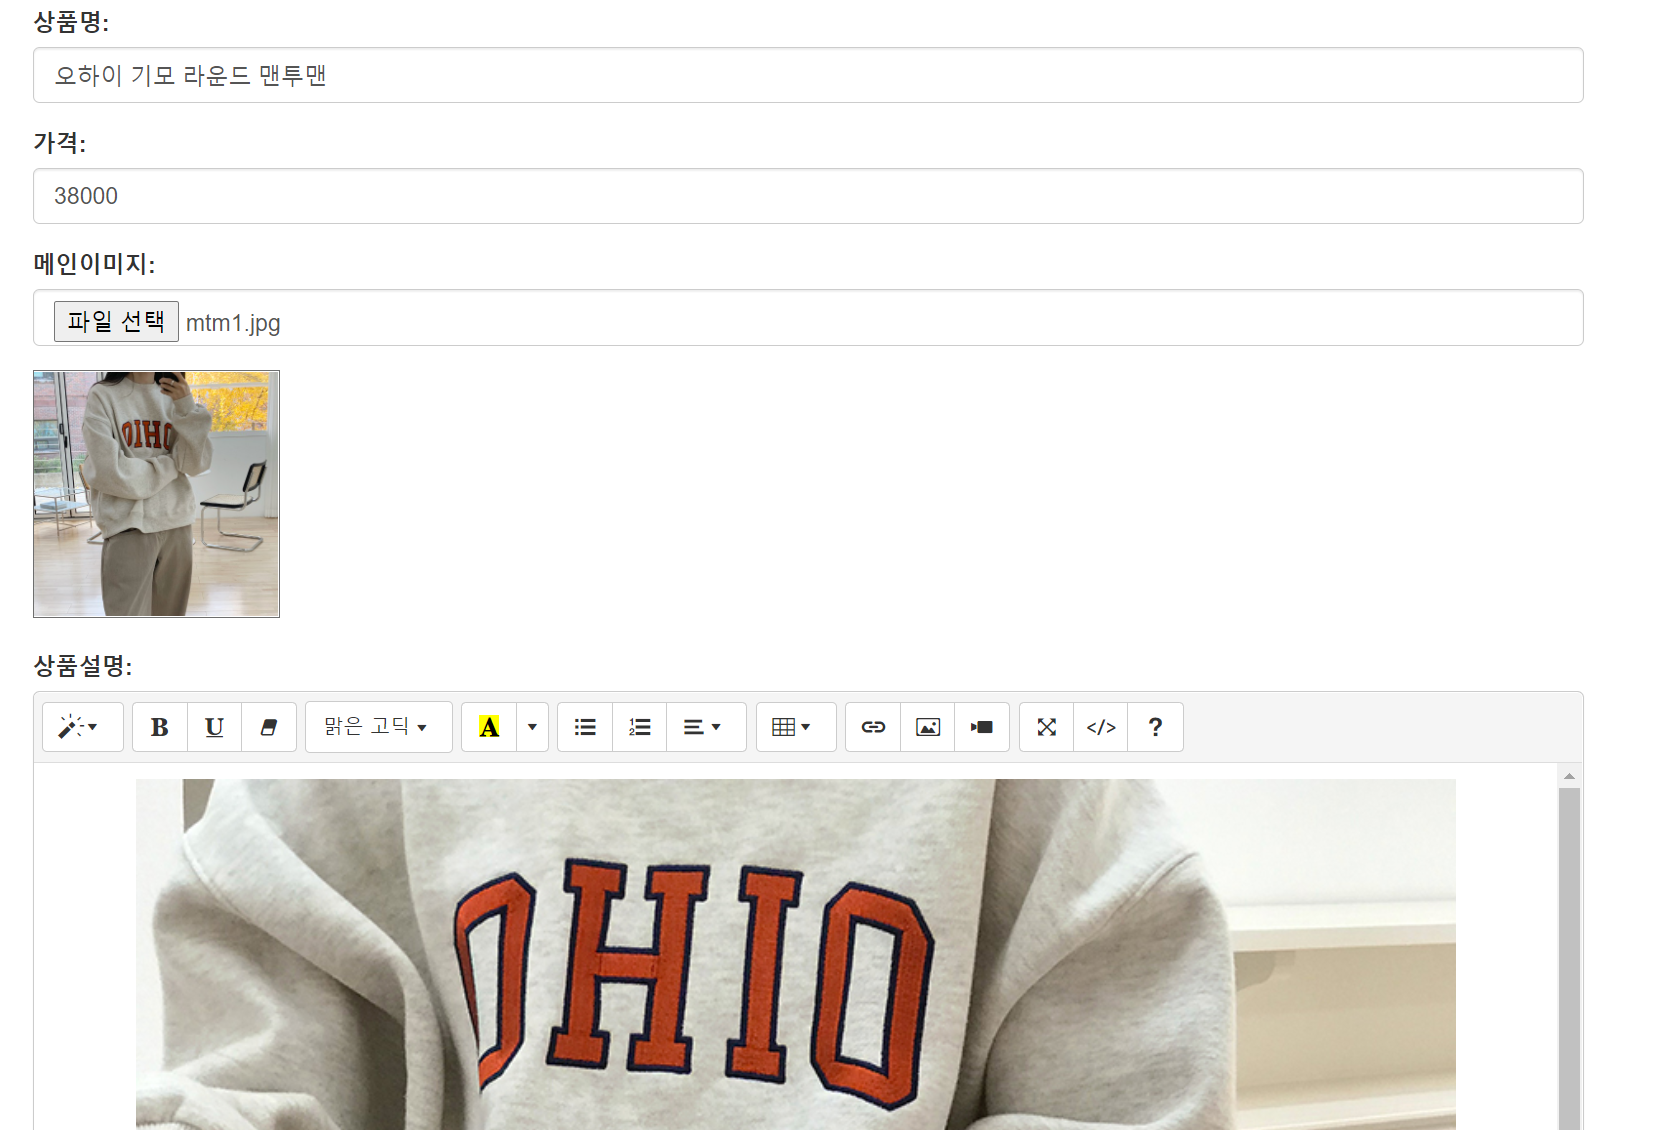 상품명:
오하이 기모 라운드 맨투맨
가격:
38000
메인이미지:
파일 선택 mtm1.jpg
OHIO
상품설명:
B U 맑은 고딕 A </> ?
OHIO